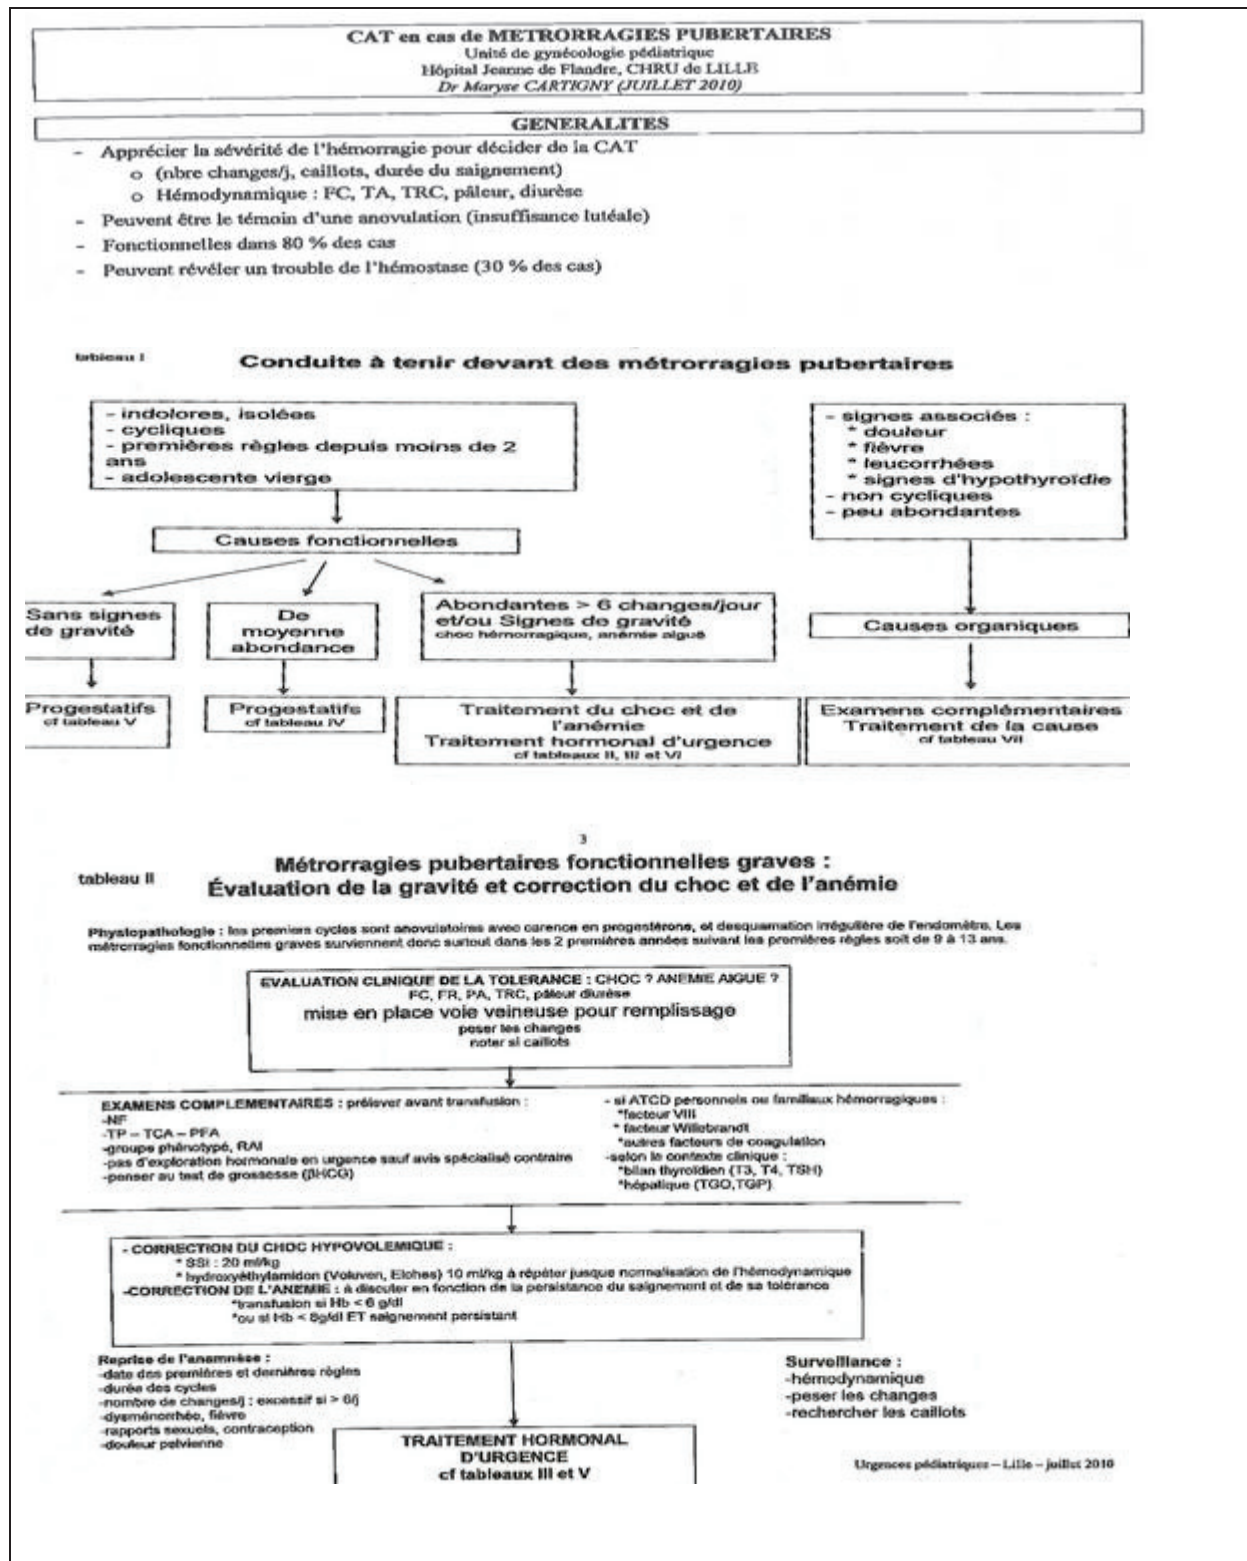 CAT en cas de METRORRAGIES PUBERTAIRES
Unité de gynécologie pédiatrique
Hôpital Jeanne de Flandre, CHRU de LILLE
Dr Maryse CARTIGNY (JUILLET 2010)
GENERALITES
- Apprécier la sévérité de l'hémorragie pour décider de la CAT
o (nbre changes/j, caillots, durée du saignement)
o Hémodynamique : FC, TA, TRC, pâleur, diurèse
- Peuvent être le témoin d'une anovulation (insuffisance lutéale)
- Fonctionnelles dans 80 % des cas
- Peuvent révéler un trouble de l'hémostase (30 % des cas)
tableau I
Conduite à tenir devant des métrorragies pubertaires
- indolores, isolées
- cycliques
- premières règles depuis moins de 2
ans
- adolescente vierge
- signes associés :
* douleur
* fièvre
* leucorrhées
* signes d'hypothyroïdie
- non cycliques
- peu abondantes
Causes fonctionnelles
Sans signes
de gravité
De
moyenne
abondance
Abondantes > 6 changes/jour
et/ou Signes de gravité
choc hémorragique, anémie aiguë
Causes organiques
Progestatifs
cf tableau V
Progestatifs
cf tableau IV
Traitement du choc et de
l'anémie
Traitement hormonal d'urgence
cf tableaux II, III et VI
Examens complémentaires
Traitement de la cause
cf tableau VII
3
tableau II
Métrorragies pubertaires fonctionnelles graves :
Évaluation de la gravité et correction du choc et de l'anémie
Physiopathologie : les premiers cycles sont anovulatoires avec carence en progestérone, et desquamation irrégulière de l'endomètre. Les
métrorragies fonctionnelles graves surviennent donc surtout dans les 2 premières années suivant les premières règles soit de 9 à 13 ans.
EVALUATION CLINIQUE DE LA TOLERANCE : CHOC ? ANEMIE AIGUE ?
FC, FR, PA, TRC, pâleur diurèse
mise en place voie veineuse pour remplissage
peser les changes
noter si caillots
EXAMENS COMPLEMENTAIRES : prélever avant transfusion :
-NF
-TP – TCA – PFA
-groupe phénotypé, RAI
-pas d'exploration hormonale en urgence sauf avis spécialisé contraire
-penser au test de grossesse (βHCG)
- si ATCD personnels ou familiaux hémorragiques :
*facteur VIII
* facteur Willebrandt
*autres facteurs de coagulation
-selon le contexte clinique :
*bilan thyroïdien (T3, T4, TSH)
*hépatique (TGO,TGP)
- CORRECTION DU CHOC HYPOVOLEMIQUE :
* SSI : 20 ml/kg
* hydroxyéthylamidon (Voluven, Elohes) 10 ml/kg à répéter jusque normalisation de l'hémodynamique
-CORRECTION DE L'ANEMIE : à discuter en fonction de la persistance du saignement et de sa tolérance
*transfusion si Hb < 6 g/dl
*ou si Hb < 8g/dl ET saignement persistant
Reprise de l'anamnèse :
-date des premières et dernières règles
-durée des cycles
-nombre de changes/j : excessif si > 6/j
-dysménorrhée, fièvre
-rapports sexuels, contraception
-douleur pelvienne
Surveillance :
-hémodynamique
-peser les changes
-rechercher les caillots
TRAITEMENT HORMONAL
D'URGENCE
cf tableaux III et V
Urgences pédiatriques – Lille – juillet 2010